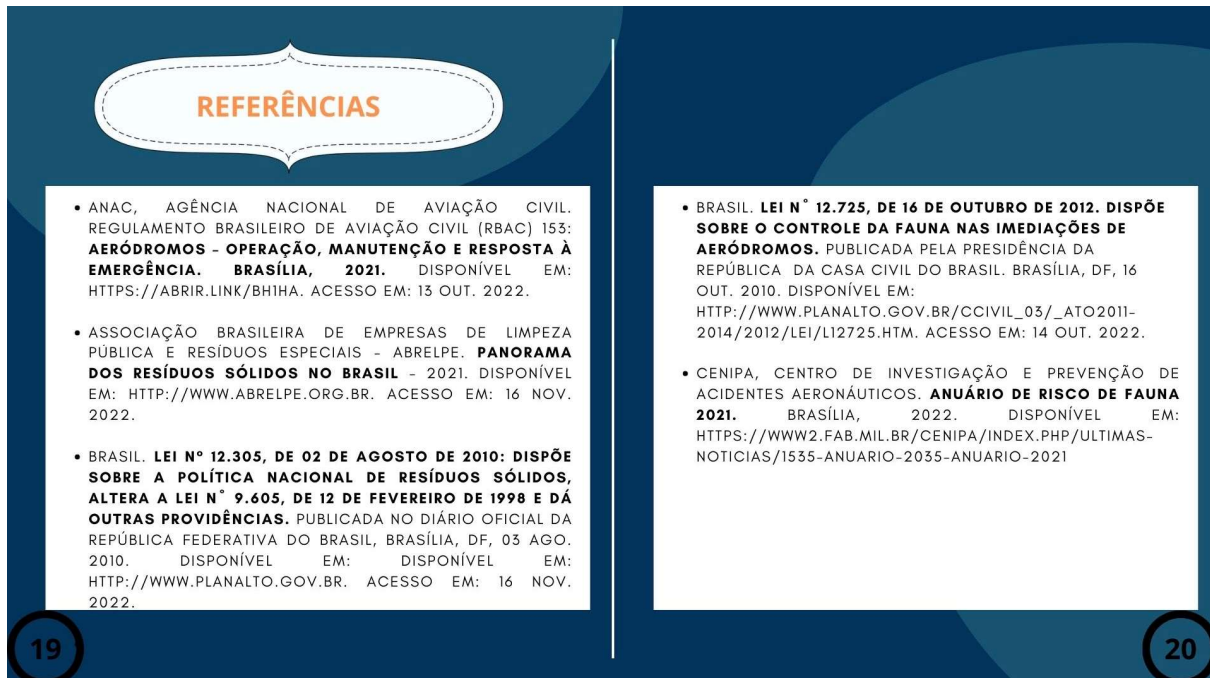 REFERÊNCIAS
• ANAC, AGÊNCIA NACIONAL DE AVIAÇÃO CIVIL.
REGULAMENTO BRASILEIRO DE AVIAÇÃO CIVIL (RBAC) 153:
AERÓDROMOS – OPERAÇÃO, MANUTENÇÃO E RESPOSTA À
EMERGÊNCIA. BRASÍLIA, 2021. DISPONÍVEL EM:
HTTPS://ABRIR.LINK/BH1HA. ACESSO EM: 13 OUT. 2022.
• ASSOCIAÇÃO BRASILEIRA DE EMPRESAS DE LIMPEZA
PÚBLICA E RESÍDUOS ESPECIAIS – ABRELPE. PANORAMA
DOS RESÍDUOS SÓLIDOS NO BRASIL – 2021. DISPONÍVEL
EM: HTTP://WWW.ABRELPE.ORG.BR. ACESSO EM: 16 NOV.
2022.
• BRASIL. LEI Nº 12.305, DE 02 DE AGOSTO DE 2010: DISPÕE
SOBRE A POLÍTICA NACIONAL DE RESÍDUOS SÓLIDOS,
ALTERA A LEI N° 9.605, DE 12 DE FEVEREIRO DE 1998 E DÁ
OUTRAS PROVIDÊNCIAS. PUBLICADA NO DIÁRIO OFICIAL DA
REPÚBLICA FEDERATIVA DO BRASIL, BRASÍLIA, DF, 03 AGO.
2010. DISPONÍVEL EM: DISPONÍVEL EM:
HTTP://WWW.PLANALTO.GOV.BR. ACESSO EM: 16 NOV.
2022.
19
• BRASIL. LEI N° 12.725, DE 16 DE OUTUBRO DE 2012. DISPÕE
SOBRE O CONTROLE DA FAUNA NAS IMEDIAÇÕES DE
AERÓDROMOS. PUBLICADA PELA PRESIDÊNCIA DA
REPÚBLICA DA CASA CIVIL DO BRASIL. BRASÍLIA, DF, 16
OUT. 2010. DISPONÍVEL EM:
HTTP://WWW.PLANALTO.GOV.BR/CCIVIL_03/_ATO2011-
2014/2012/LEI/L12725.HTM. ACESSO EM: 14 OUT. 2022.
• CENIPA, CENTRO DE INVESTIGAÇÃO E PREVENÇÃO DE
ACIDENTES AERONÁUTICOS. ANUÁRIO DE RISCO DE FAUNA
2021. BRASÍLIA, 2022. DISPONÍVEL EM:
HTTPS://WWW2.FAB.MIL.BR/CENIPA/INDEX.PHP/ULTIMAS-
NOTICIAS/1535-ANUARIO-2035-ANUARIO-2021
20